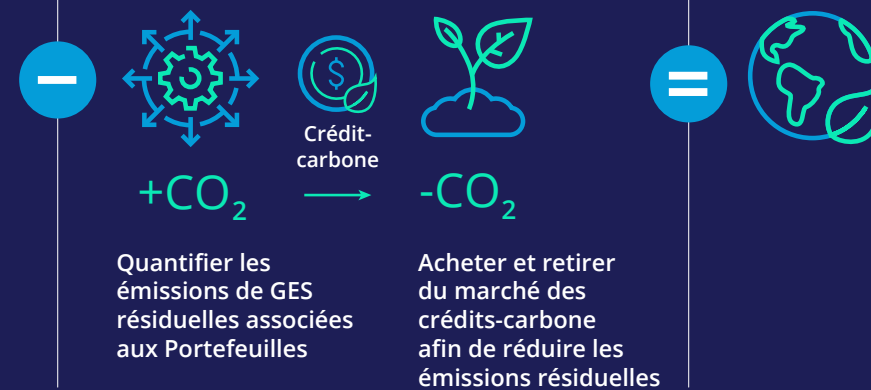 Crédit-
carbone
+CO₂
-CO₂
Quantifier les
émissions de GES
résiduelles associées
aux Portefeuilles
Acheter et retirer
du marché des
crédits-carbone
afin de réduire les
émissions résiduelles